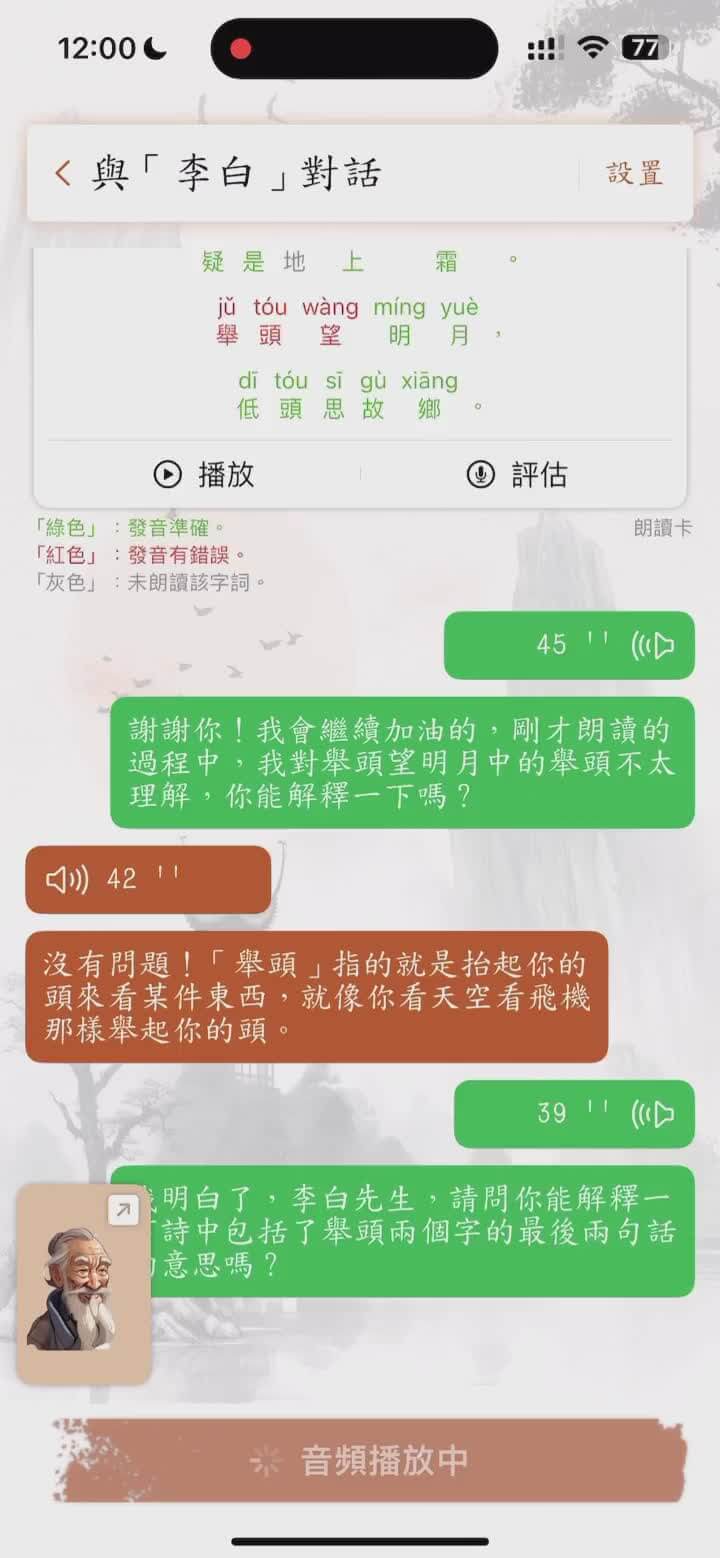 12:00
77
與「李白」對話
設置
疑是地上霜。
jǔ tóu wàng míng yuè
舉頭望明月，
dī tóu sī gù xiāng
低頭思故鄉。
播放
評估
「綠色」：發音準確。
朗讀卡
「紅色」：發音有錯誤。
「灰色」：未朗讀該字詞。
45 ''
謝謝你！我會繼續加油的，剛才朗讀的
過程中，我對舉頭望明月中的舉頭不太
理解，你能解釋一下嗎？
42 ''
沒有問題！「舉頭」指的就是抬起你的
頭來看某件東西，就像你看天空看飛機
那樣舉起你的頭。
39 ''
明白了，李白先生，請問你能解釋一
詩中包括了舉頭兩個字的最後兩句話
意思嗎？
音頻播放中